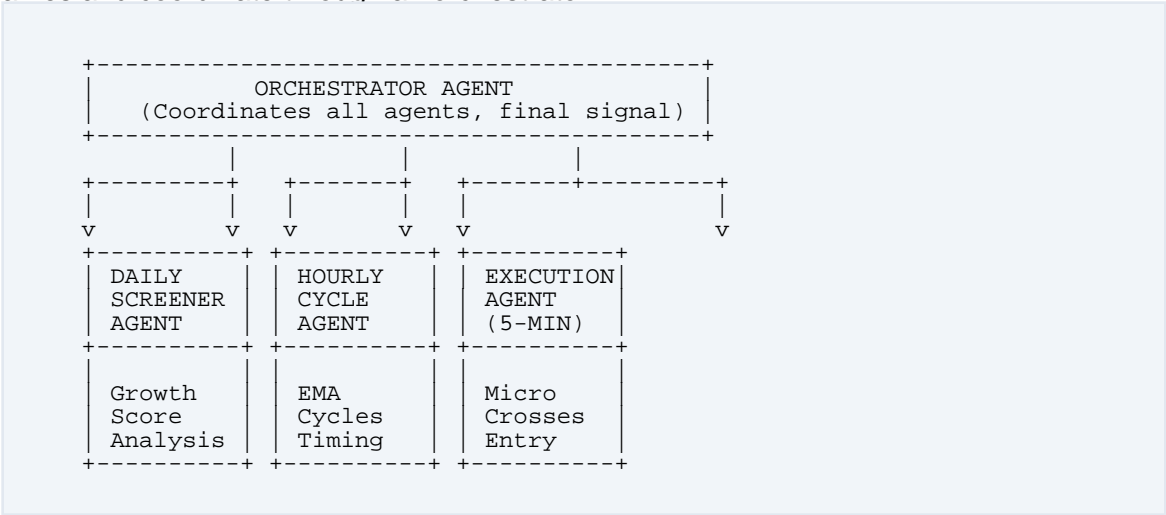 +------------------------------------------+
|           ORCHESTRATOR AGENT             |
|   (Coordinates all agents, final signal) |
+------------------------------------------+
          |           |           |
+---------+   +-------+   +-------+---------+
|         |   |       |   |                 |
v         v   v       v   v                 v
+----------+ +----------+ +----------+
| DAILY    | | HOURLY   | | EXECUTION|
| SCREENER | | CYCLE    | | AGENT    |
| AGENT    | | AGENT    | | (5-MIN)  |
+----------+ +----------+ +----------+
|          | |          | |          |
| Growth   | | EMA      | | Micro    |
| Score    | | Cycles   | | Crosses  |
| Analysis | | Timing   | | Entry    |
+----------+ +----------+ +----------+